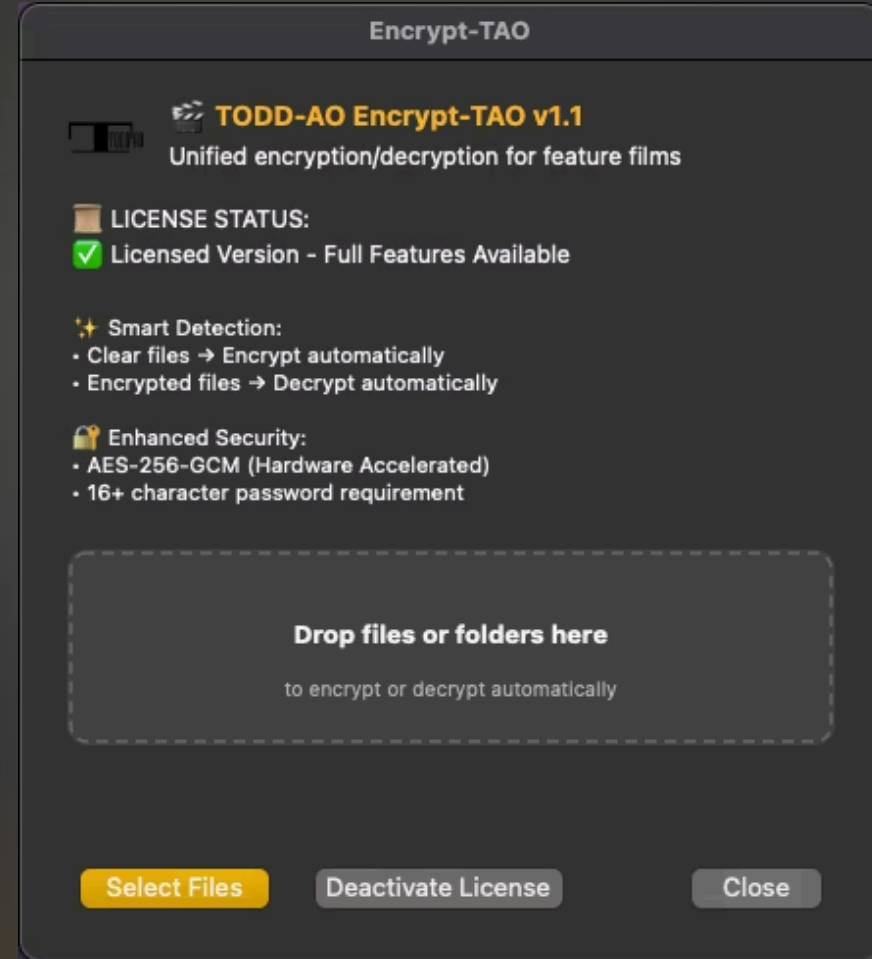 Encrypt-TAO
TODD-AO Encrypt-TAO v1.1
Unified encryption/decryption for feature films
LICENSE STATUS:
Licensed Version - Full Features Available
Smart Detection:
• Clear files → Encrypt automatically
• Encrypted files → Decrypt automatically
Enhanced Security:
• AES-256-GCM (Hardware Accelerated)
• 16+ character password requirement
Drop files or folders here
to encrypt or decrypt automatically
Select Files
Deactivate License
Close